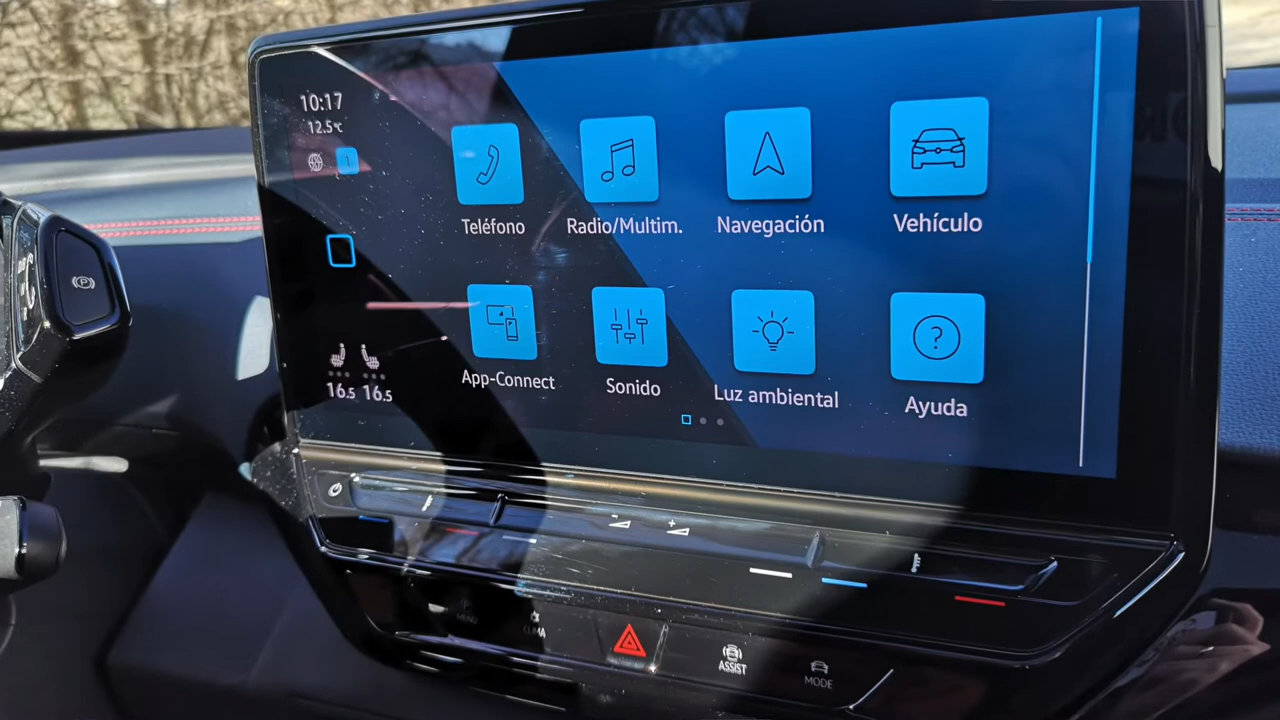 10:17
12.5°C
i
Teléfono
Radio/Multim.
Navegación
Vehículo
App-Connect
Sonido
Luz ambiental
Ayuda
?
16.5 16.5
P
- +
MENU
CLIMA
ASSIST
MODE